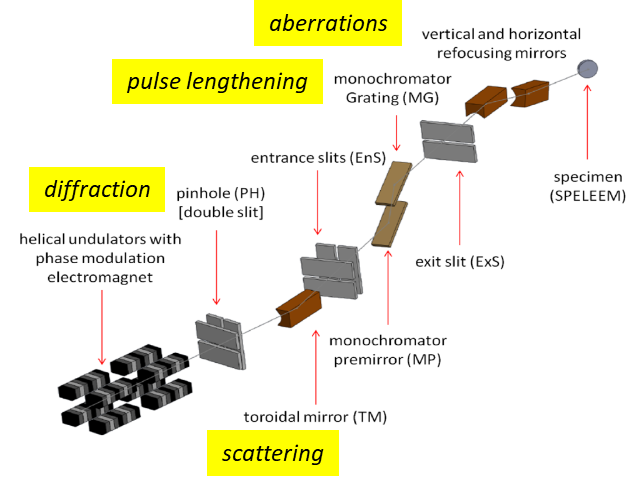 aberrations
vertical and horizontal
refocusing mirrors
pulse lengthening
monochromator
Grating (MG)
entrance slits (EnS)
diffraction
pinhole (PH)
[double slit]
specimen
(SPELEEM)
helical undulators with
phase modulation
electromagnet
exit slit (ExS)
monochromator
premirror (MP)
toroidal mirror (TM)
scattering